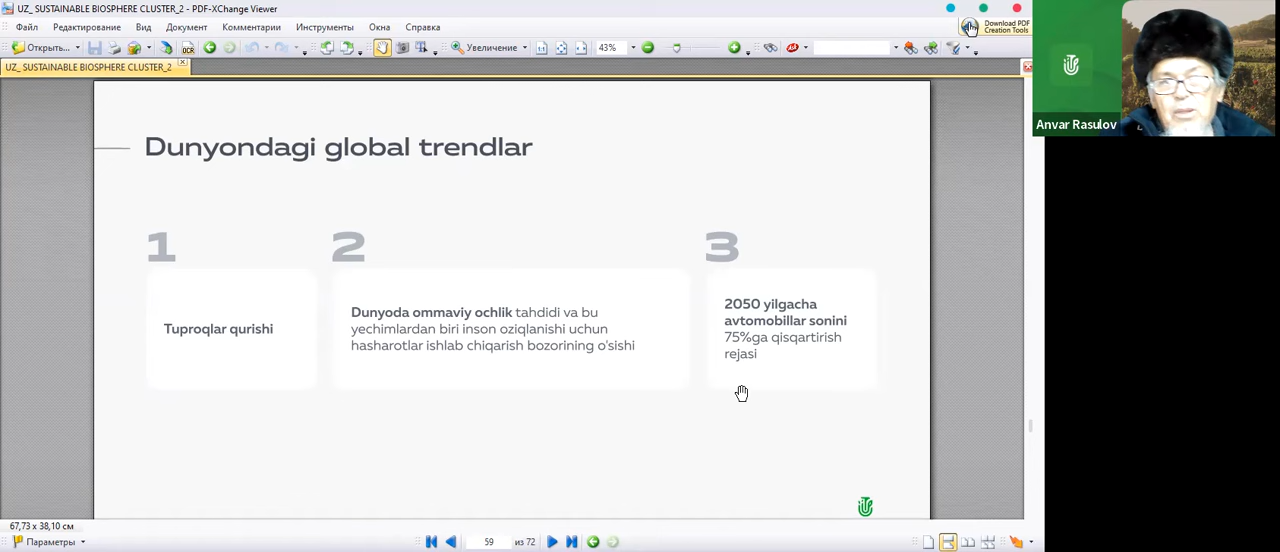 UZ_ SUSTAINABLE BIOSPHERE CLUSTER_2 - PDF-XChange Viewer
Файл Редактирование Вид Документ Комментарии Инструменты Окна Справка
Download PDF
Creation Tools
Открыть...
OCR
Увеличение
43%
UZ_ SUSTAINABLE BIOSPHERE CLUSTER_2
Anvar Rasulov
Dunyondagi global trendlar
1
Tuproqlar qurishi
2
Dunyoda ommaviy ochlik tahdidi va bu
yechimlardan biri inson oziqlanishi uchun
hasharotlar ishlab chiqarish bozorining o'sishi
3
2050 yilgacha
avtomobillar sonini
75%ga qisqartirish
rejasi
67,73 x 38,10 см
Параметры
59 из 72